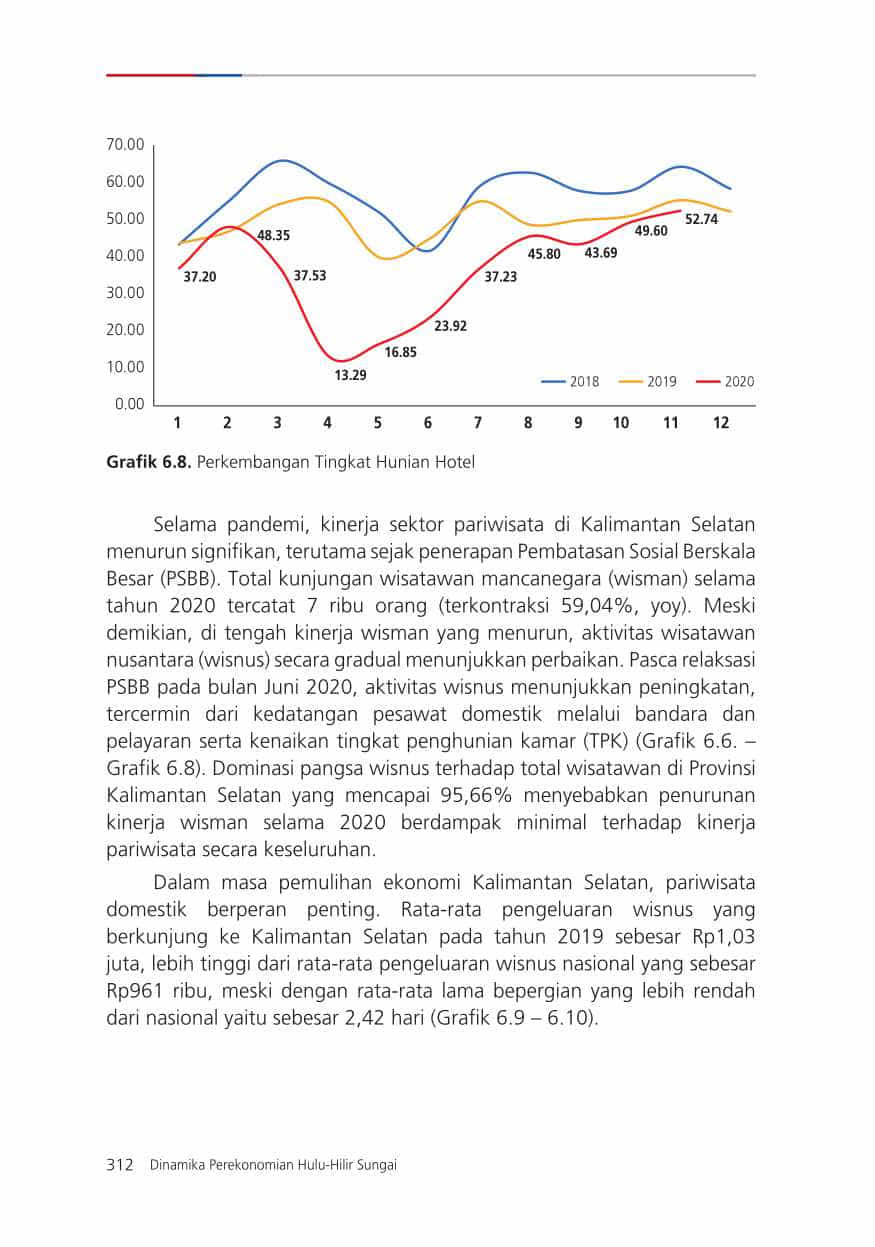 70.00
60.00
50.00
40.00
30.00
20.00
10.00
0.00
37.20
48.35
37.53
13.29
16.85
23.92
37.23
45.80
43.69
49.60
52.74
2018 2019 2020
1 2 3 4 5 6 7 8 9 10 11 12
Grafik 6.8. Perkembangan Tingkat Hunian Hotel
Selama pandemi, kinerja sektor pariwisata di Kalimantan Selatan
menurun signifikan, terutama sejak penerapan Pembatasan Sosial Berskala
Besar (PSBB). Total kunjungan wisatawan mancanegara (wisman) selama
tahun 2020 tercatat 7 ribu orang (terkontraksi 59,04%, yoy). Meski
demikian, di tengah kinerja wisman yang menurun, aktivitas wisatawan
nusantara (wisnus) secara gradual menunjukkan perbaikan. Pasca relaksasi
PSBB pada bulan Juni 2020, aktivitas wisnus menunjukkan peningkatan,
tercermin dari kedatangan pesawat domestik melalui bandara dan
pelayaran serta kenaikan tingkat penghunian kamar (TPK) (Grafik 6.6. –
Grafik 6.8). Dominasi pangsa wisnus terhadap total wisatawan di Provinsi
Kalimantan Selatan yang mencapai 95,66% menyebabkan penurunan
kinerja wisman selama 2020 berdampak minimal terhadap kinerja
pariwisata secara keseluruhan.
Dalam masa pemulihan ekonomi Kalimantan Selatan, pariwisata
domestik berperan penting. Rata-rata pengeluaran wisnus yang
berkunjung ke Kalimantan Selatan pada tahun 2019 sebesar Rp1,03
juta, lebih tinggi dari rata-rata pengeluaran wisnus nasional yang sebesar
Rp961 ribu, meski dengan rata-rata lama bepergian yang lebih rendah
dari nasional yaitu sebesar 2,42 hari (Grafik 6.9 – 6.10).
312 Dinamika Perekonomian Hulu-Hilir Sungai